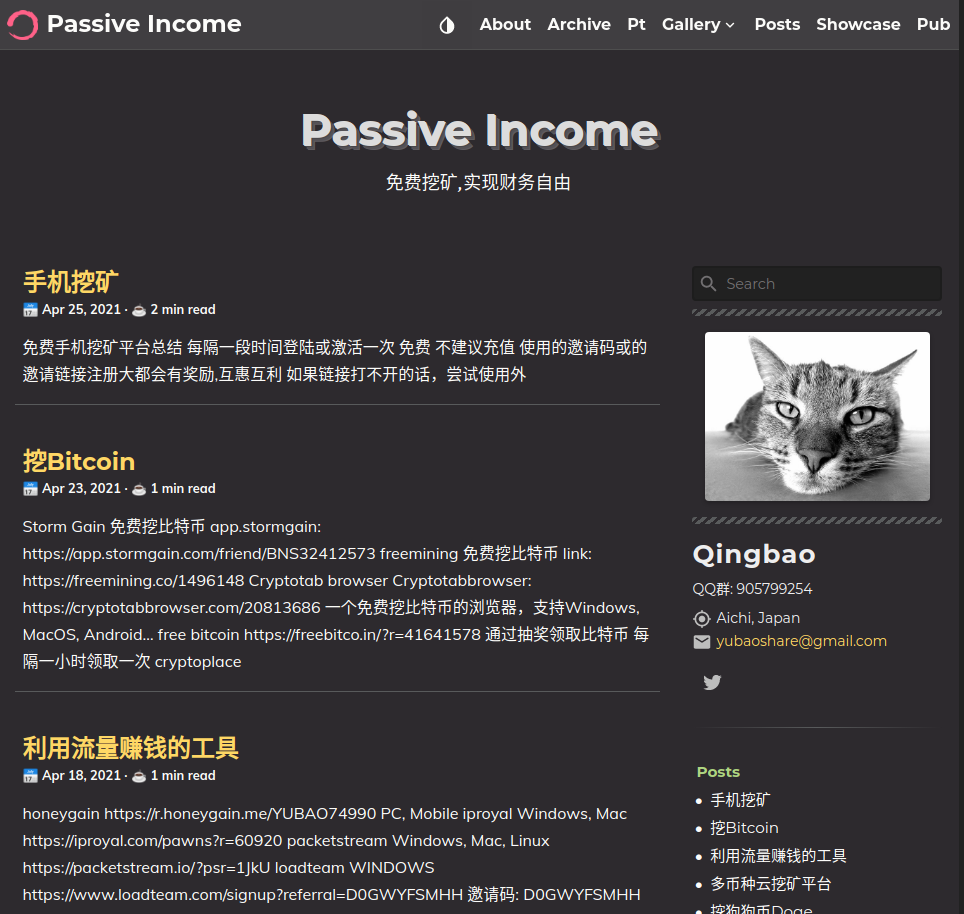 Passive Income
About Archive Pt Gallery Posts Showcase Pub
Passive Income
免费挖矿,实现财务自由
手机挖矿
Apr 25, 2021 · 2 min read
免费手机挖矿平台总结 每隔一段时间登陆或激活一次 免费 不建议充值 使用的邀请码或的
邀请链接注册大都会有奖励,互惠互利 如果链接打不开的话，尝试使用外
挖Bitcoin
Apr 23, 2021 · 1 min read
Storm Gain 免费挖比特币 app.stormgain:
https://app.stormgain.com/friend/BNS32412573 freemining 免费挖比特币 link:
https://freemining.co/1496148 Cryptotab browser Cryptotabbrowser:
https://cryptotabbrowser.com/20813686 一个免费挖比特币的浏览器，支持Windows,
MacOS, Android... free bitcoin https://freebitco.in/?r=41641578 通过抽奖领取比特币 每
隔一小时领取一次 cryptoplace
利用流量赚钱的工具
Apr 18, 2021 · 1 min read
honeygain https://r.honeygain.me/YUBAO74990 PC, Mobile iproyal Windows, Mac
https://iproyal.com/pawns?r=60920 packetstream Windows, Mac, Linux
https://packetstream.io/?psr=1JkU loadteam WINDOWS
https://www.loadteam.com/signup?referral=D0GWYFSMHH 邀请码: D0GWYFSMHH
Search
Qingbao
QQ群: 905799254
Aichi, Japan
yubaoshare@gmail.com
Posts
手机挖矿
挖Bitcoin
利用流量赚钱的工具
多币种云挖矿平台
挖狗狗币Doge